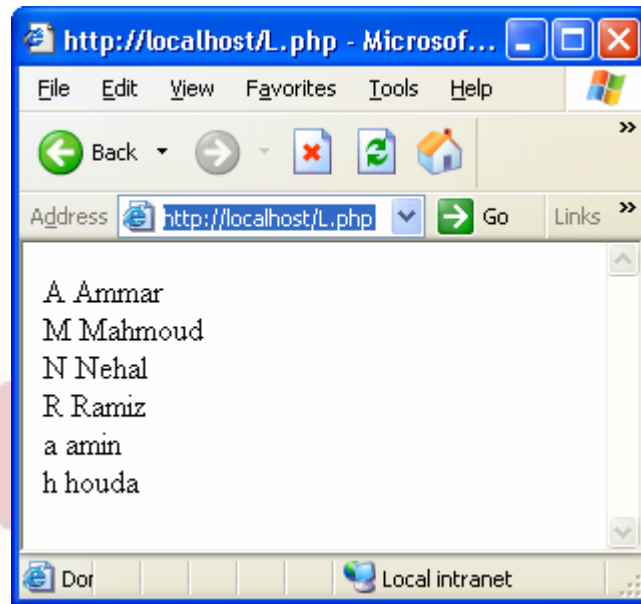 http://localhost/L.php - Microsof...
File Edit View Favorites Tools Help
Back
Address http://localhost/L.php Go Links
A Ammar
M Mahmoud
N Nehal
R Ramiz
a amin
h houda
Local intranet